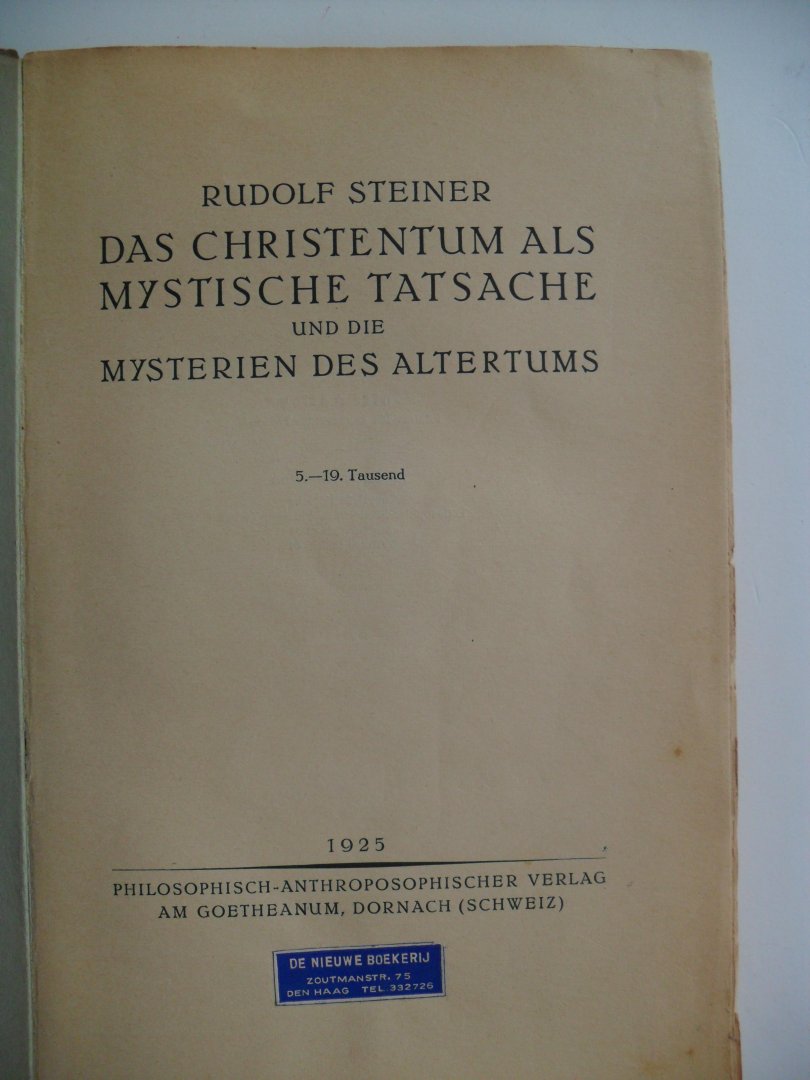 RUDOLF STEINER
DAS CHRISTENTUM ALS
MYSTISCHE TATSACHE
UND DIE
MYSTERIEN DES ALTERTUMS
5.—19. Tausend
1925
PHILOSOPHISCH-ANTHROPOSOPHISCHER VERLAG
AM GOETHEANUM, DORNACH (SCHWEIZ)
DE NIEUWE BOEKERIJ
ZOUTMANSTR. 75
DEN HAAG TEL. 332726